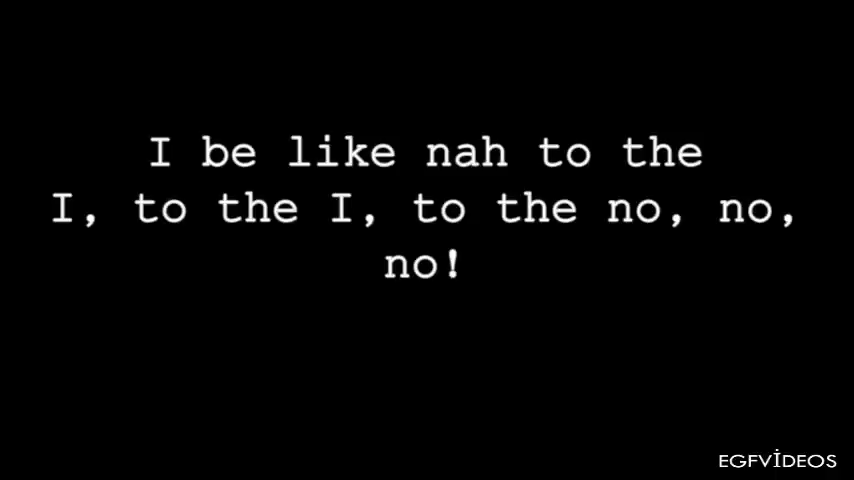 I be like nah to the
I, to the I, to the no, no,
no!
EGFVİDEOS